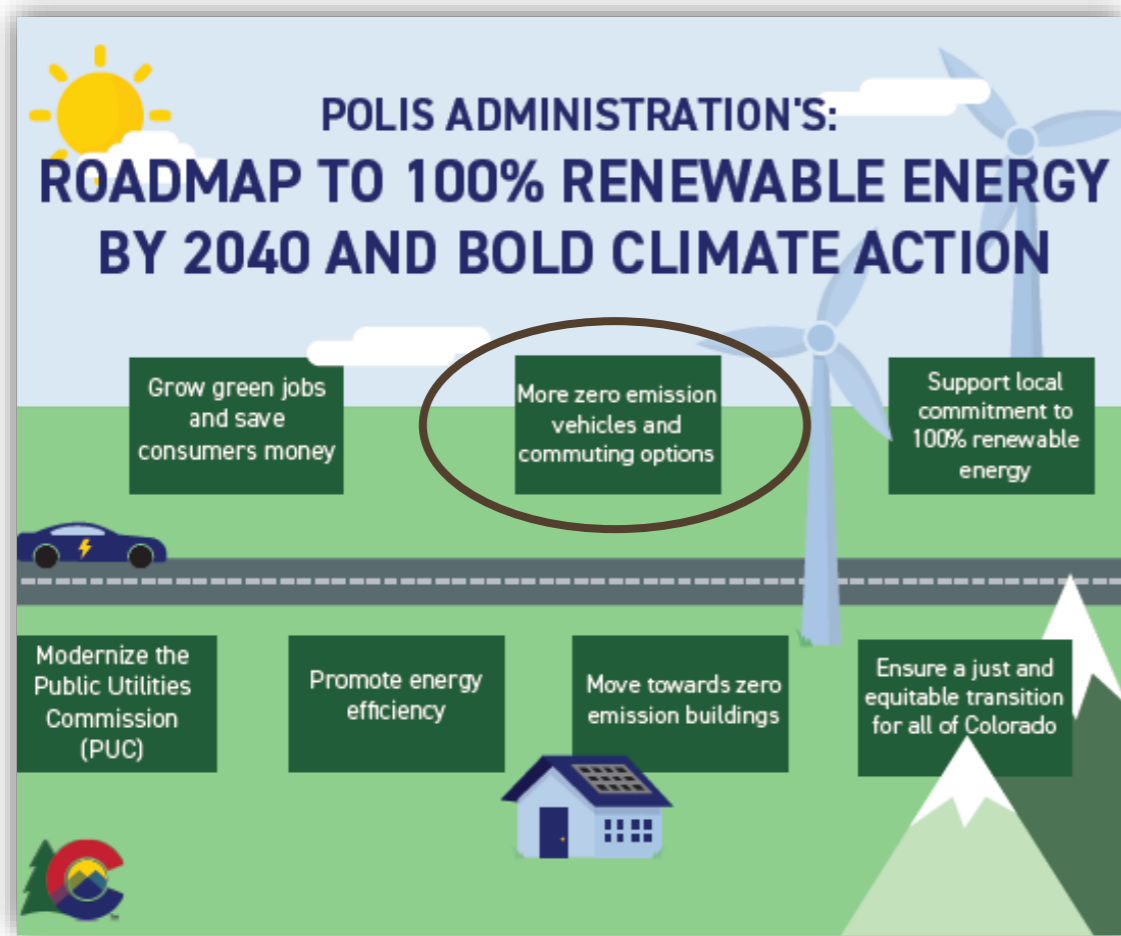 POLIS ADMINISTRATION'S:
ROADMAP TO 100% RENEWABLE ENERGY
BY 2040 AND BOLD CLIMATE ACTION
Grow green jobs
and save
consumers money
More zero emission
vehicles and
commuting options
Support local
commitment to
100% renewable
energy
Modernize the
Public Utilities
Commission
(PUC)
Promote energy
efficiency
Move towards zero
emission buildings
Ensure a just and
equitable transition
for all of Colorado